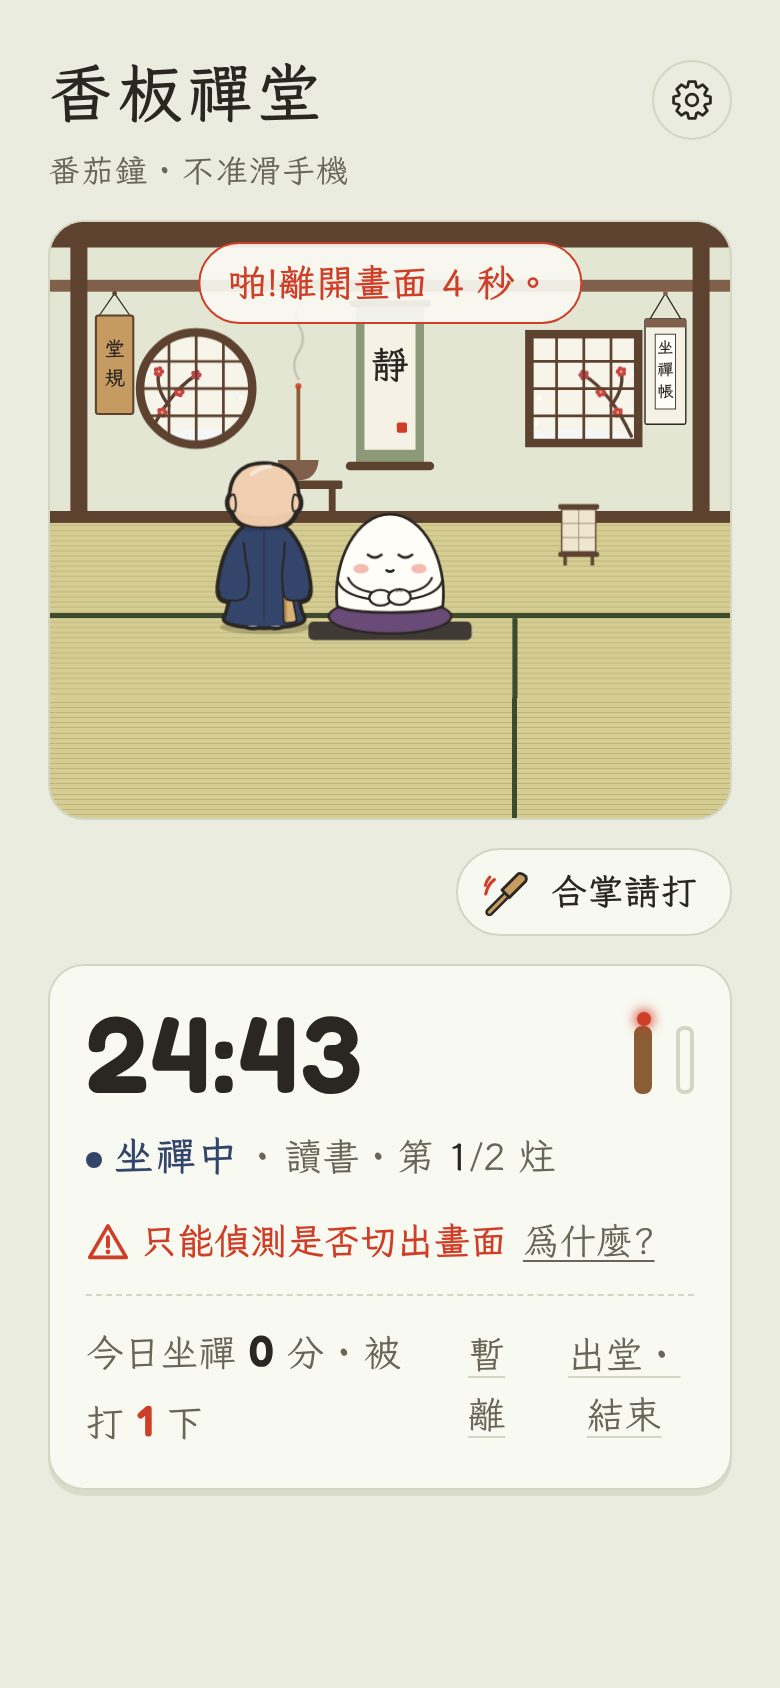 香板禪堂
番茄鐘・不准滑手機
啪!離開畫面 4 秒。
堂規
靜
坐禪帳
合掌請打
24:43
坐禪中・讀書・第 1/2 炷
只能偵測是否切出畫面 為什麼?
今日坐禪 0 分・被
打 1 下
暫
離
出堂・
結束